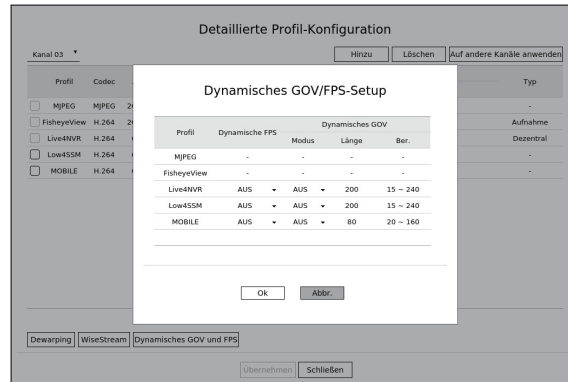 Detaillierte Profil-Konfiguration
Kanal 03
Hinzu Löschen Auf andere Kanäle anwenden
Profil Codec Typ
MJPEG MJPEG -
FisheyeView H.264 Aufnahme
Live4NVR H.264 Dezentral
Low4SSM H.264 -
MOBILE H.264 -
Dynamisches GOV/FPS-Setup
Profil Dynamische FPS Dynamisches GOV
Modus Länge Ber.
MJPEG - - - -
FisheyeView - - - -
Live4NVR AUS AUS 200 15 ~ 240
Low4SSM AUS AUS 200 15 ~ 240
MOBILE AUS AUS 80 20 ~ 160
Ok Abbr.
Dewarping WiseStream Dynamisches GOV und FPS
Übernehmen Schließen